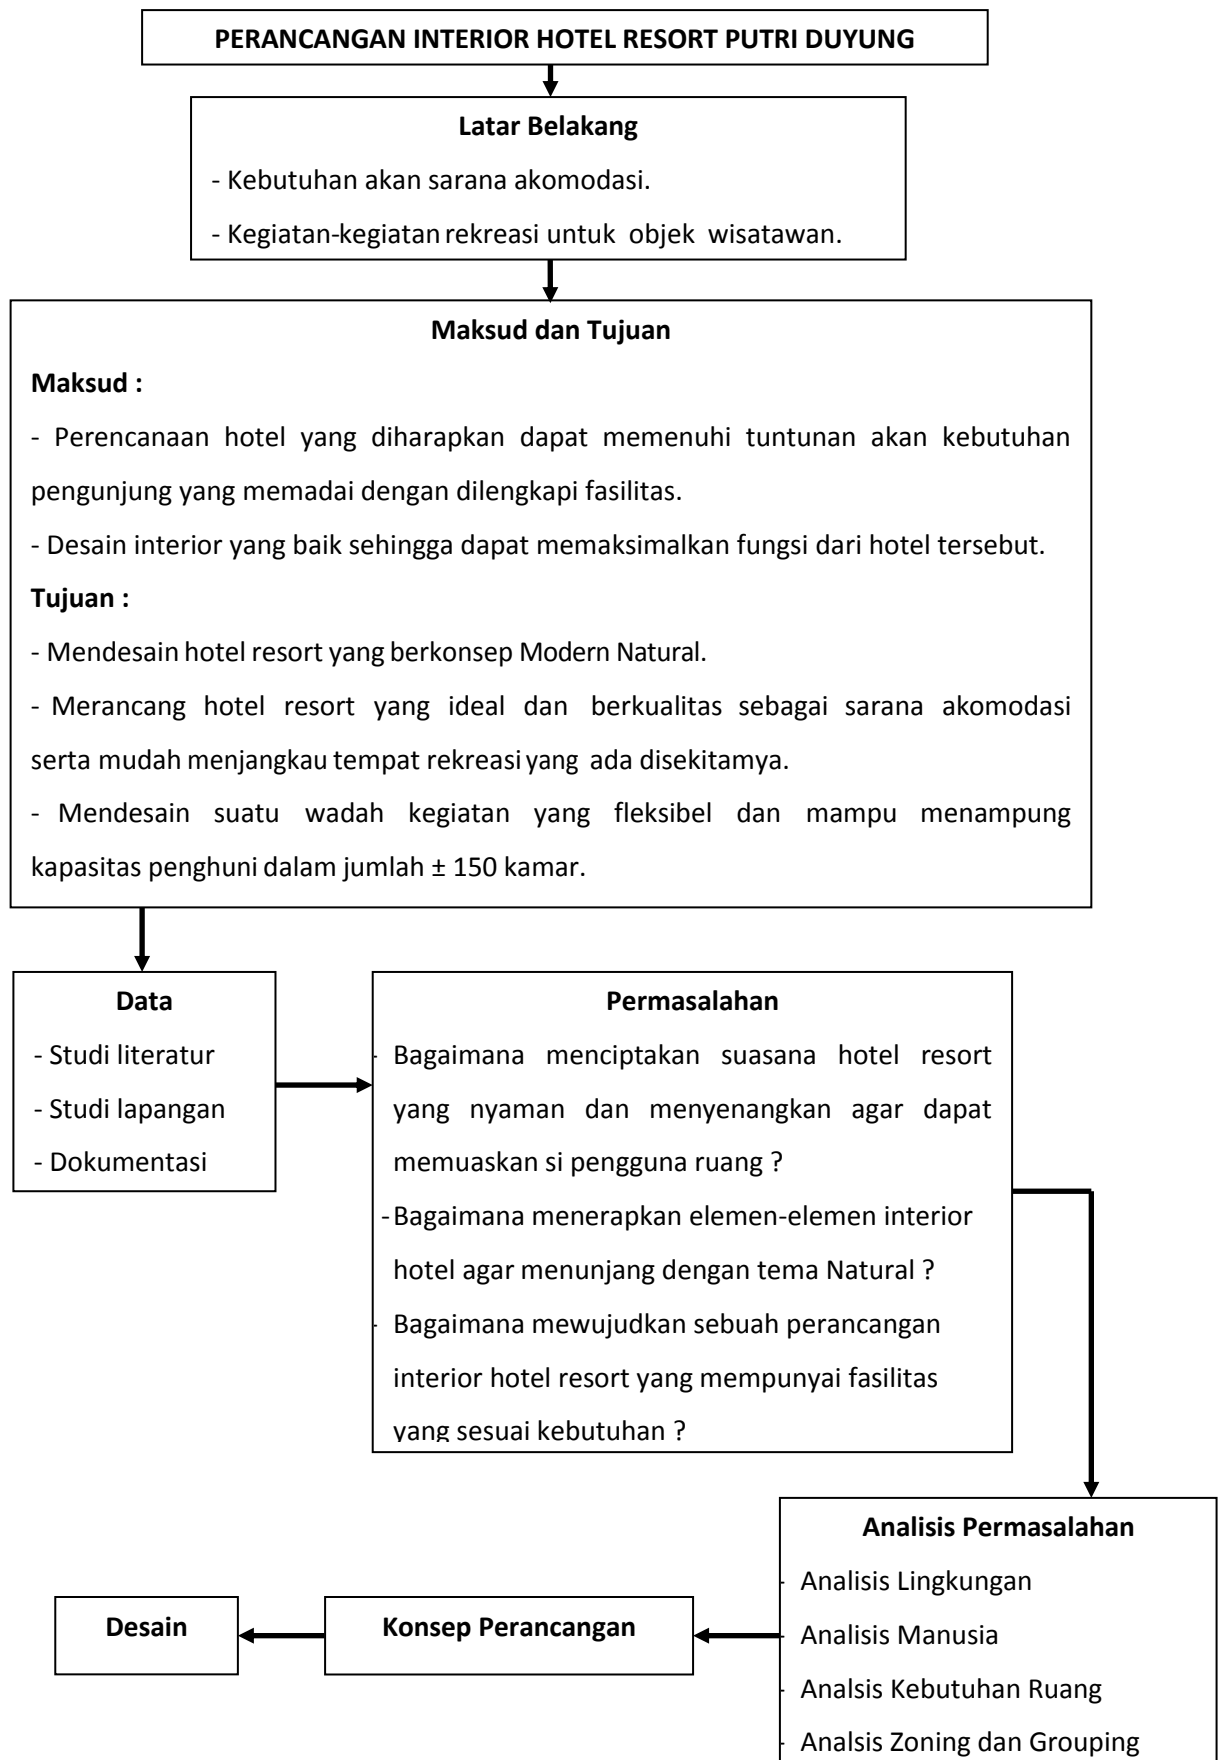 PERANCANGAN INTERIOR HOTEL RESORT PUTRI DUYUNG
Latar Belakang
- Kebutuhan akan sarana akomodasi.
- Kegiatan-kegiatan rekreasi untuk objek wisatawan.
Maksud dan Tujuan
Maksud :
- Perencanaan hotel yang diharapkan dapat memenuhi tuntunan akan kebutuhan
pengunjung yang memadai dengan dilengkapi fasilitas.
- Desain interior yang baik sehingga dapat memaksimalkan fungsi dari hotel tersebut.
Tujuan :
- Mendesain hotel resort yang berkonsep Modern Natural.
- Merancang hotel resort yang ideal dan berkualitas sebagai sarana akomodasi
serta mudah menjangkau tempat rekreasi yang ada disekitamya.
- Mendesain suatu wadah kegiatan yang fleksibel dan mampu menampung
kapasitas penghuni dalam jumlah ± 150 kamar.
Data
- Studi literatur
- Studi lapangan
- Dokumentasi
Permasalahan
- Bagaimana menciptakan suasana hotel resort
yang nyaman dan menyenangkan agar dapat
memuaskan si pengguna ruang ?
- Bagaimana menerapkan elemen-elemen interior
hotel agar menunjang dengan tema Natural ?
- Bagaimana mewujudkan sebuah perancangan
interior hotel resort yang mempunyai fasilitas
yang sesuai kebutuhan ?
Analisis Permasalahan
- Analisis Lingkungan
- Analisis Manusia
- Analsis Kebutuhan Ruang
- Analsis Zoning dan Grouping
Konsep Perancangan
Desain